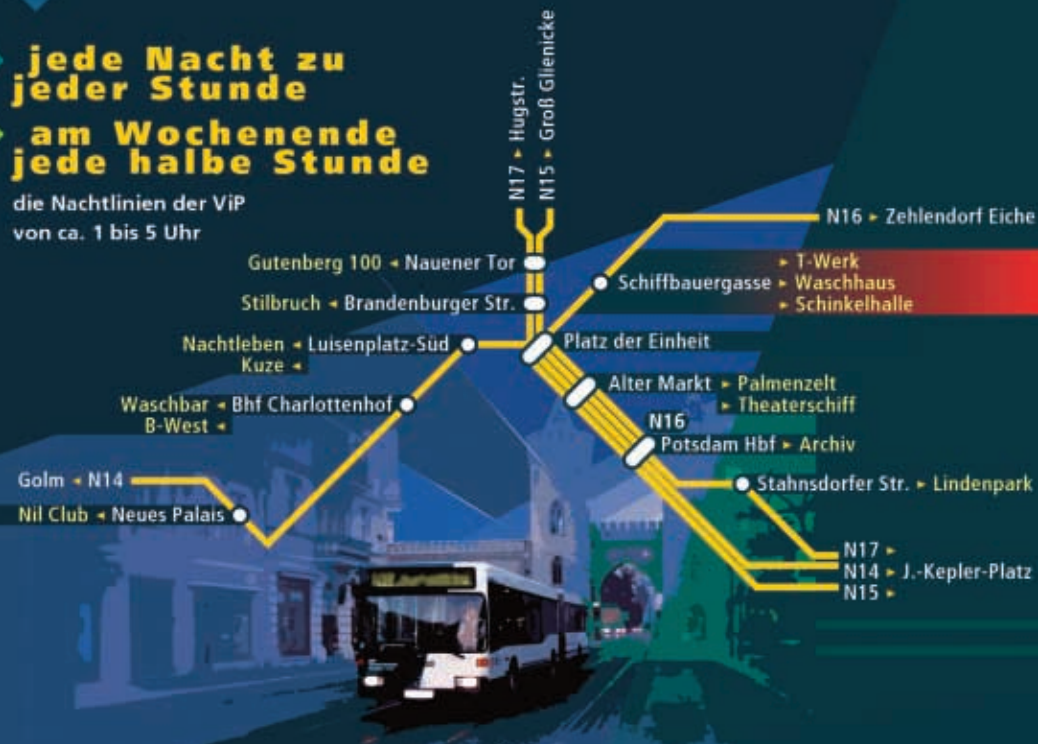 jede Nacht zu
jeder Stunde
am Wochenende
jede halbe Stunde
die Nachtlinien der ViP
von ca. 1 bis 5 Uhr
N17 ▸ Hugstr.
N15 ▸ Groß Glienicke
N16 ▸ Zehlendorf Eiche
Gutenberg 100 ◂ Nauener Tor
Schiffbauergasse ▸ T-Werk
▸ Waschhaus
▸ Schinkelhalle
Stilbruch ◂ Brandenburger Str.
Nachtleben ◂ Luisenplatz-Süd
Kuze ◂
Platz der Einheit
Alter Markt ▸ Palmenzelt
▸ Theaterschiff
Waschbar ◂ Bhf Charlottenhof
B-West ◂
N16
Potsdam Hbf ▸ Archiv
Golm ◂ N14
Stahnsdorfer Str. ▸ Lindenpark
Nil Club ◂ Neues Palais
N17 ▸
N14 ▸ J.-Kepler-Platz
N15 ▸